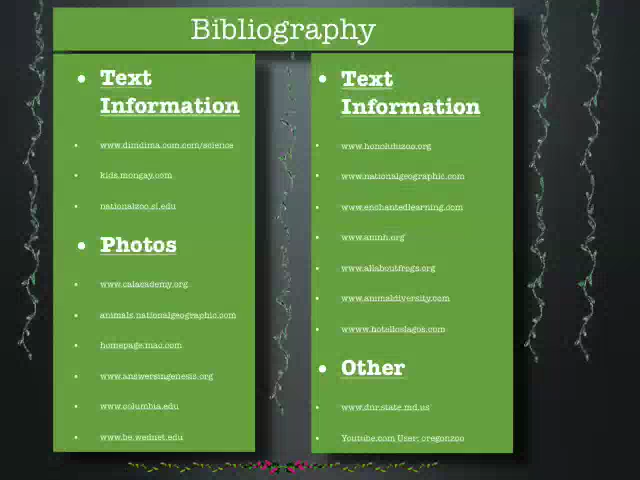 Bibliography
Text
Information
www.dimdima.com.com/science
kids.mongay.com
nationalzoo.si.edu
Photos
www.calacademy.org
animals.nationalgeographic.com
homepage.mac.com
www.answersingenesis.org
www.columbia.edu
www.be.wednet.edu
Text
Information
www.honoluluzoo.org
www.nationalgeographic.com
www.enchantedlearning.com
www.amnh.org
www.allaboutfrogs.org
www.animaldiversity.com
wwww.hotelloslagos.com
Other
www.dnr.state.md.us
Youtube.com User; oregonzoo